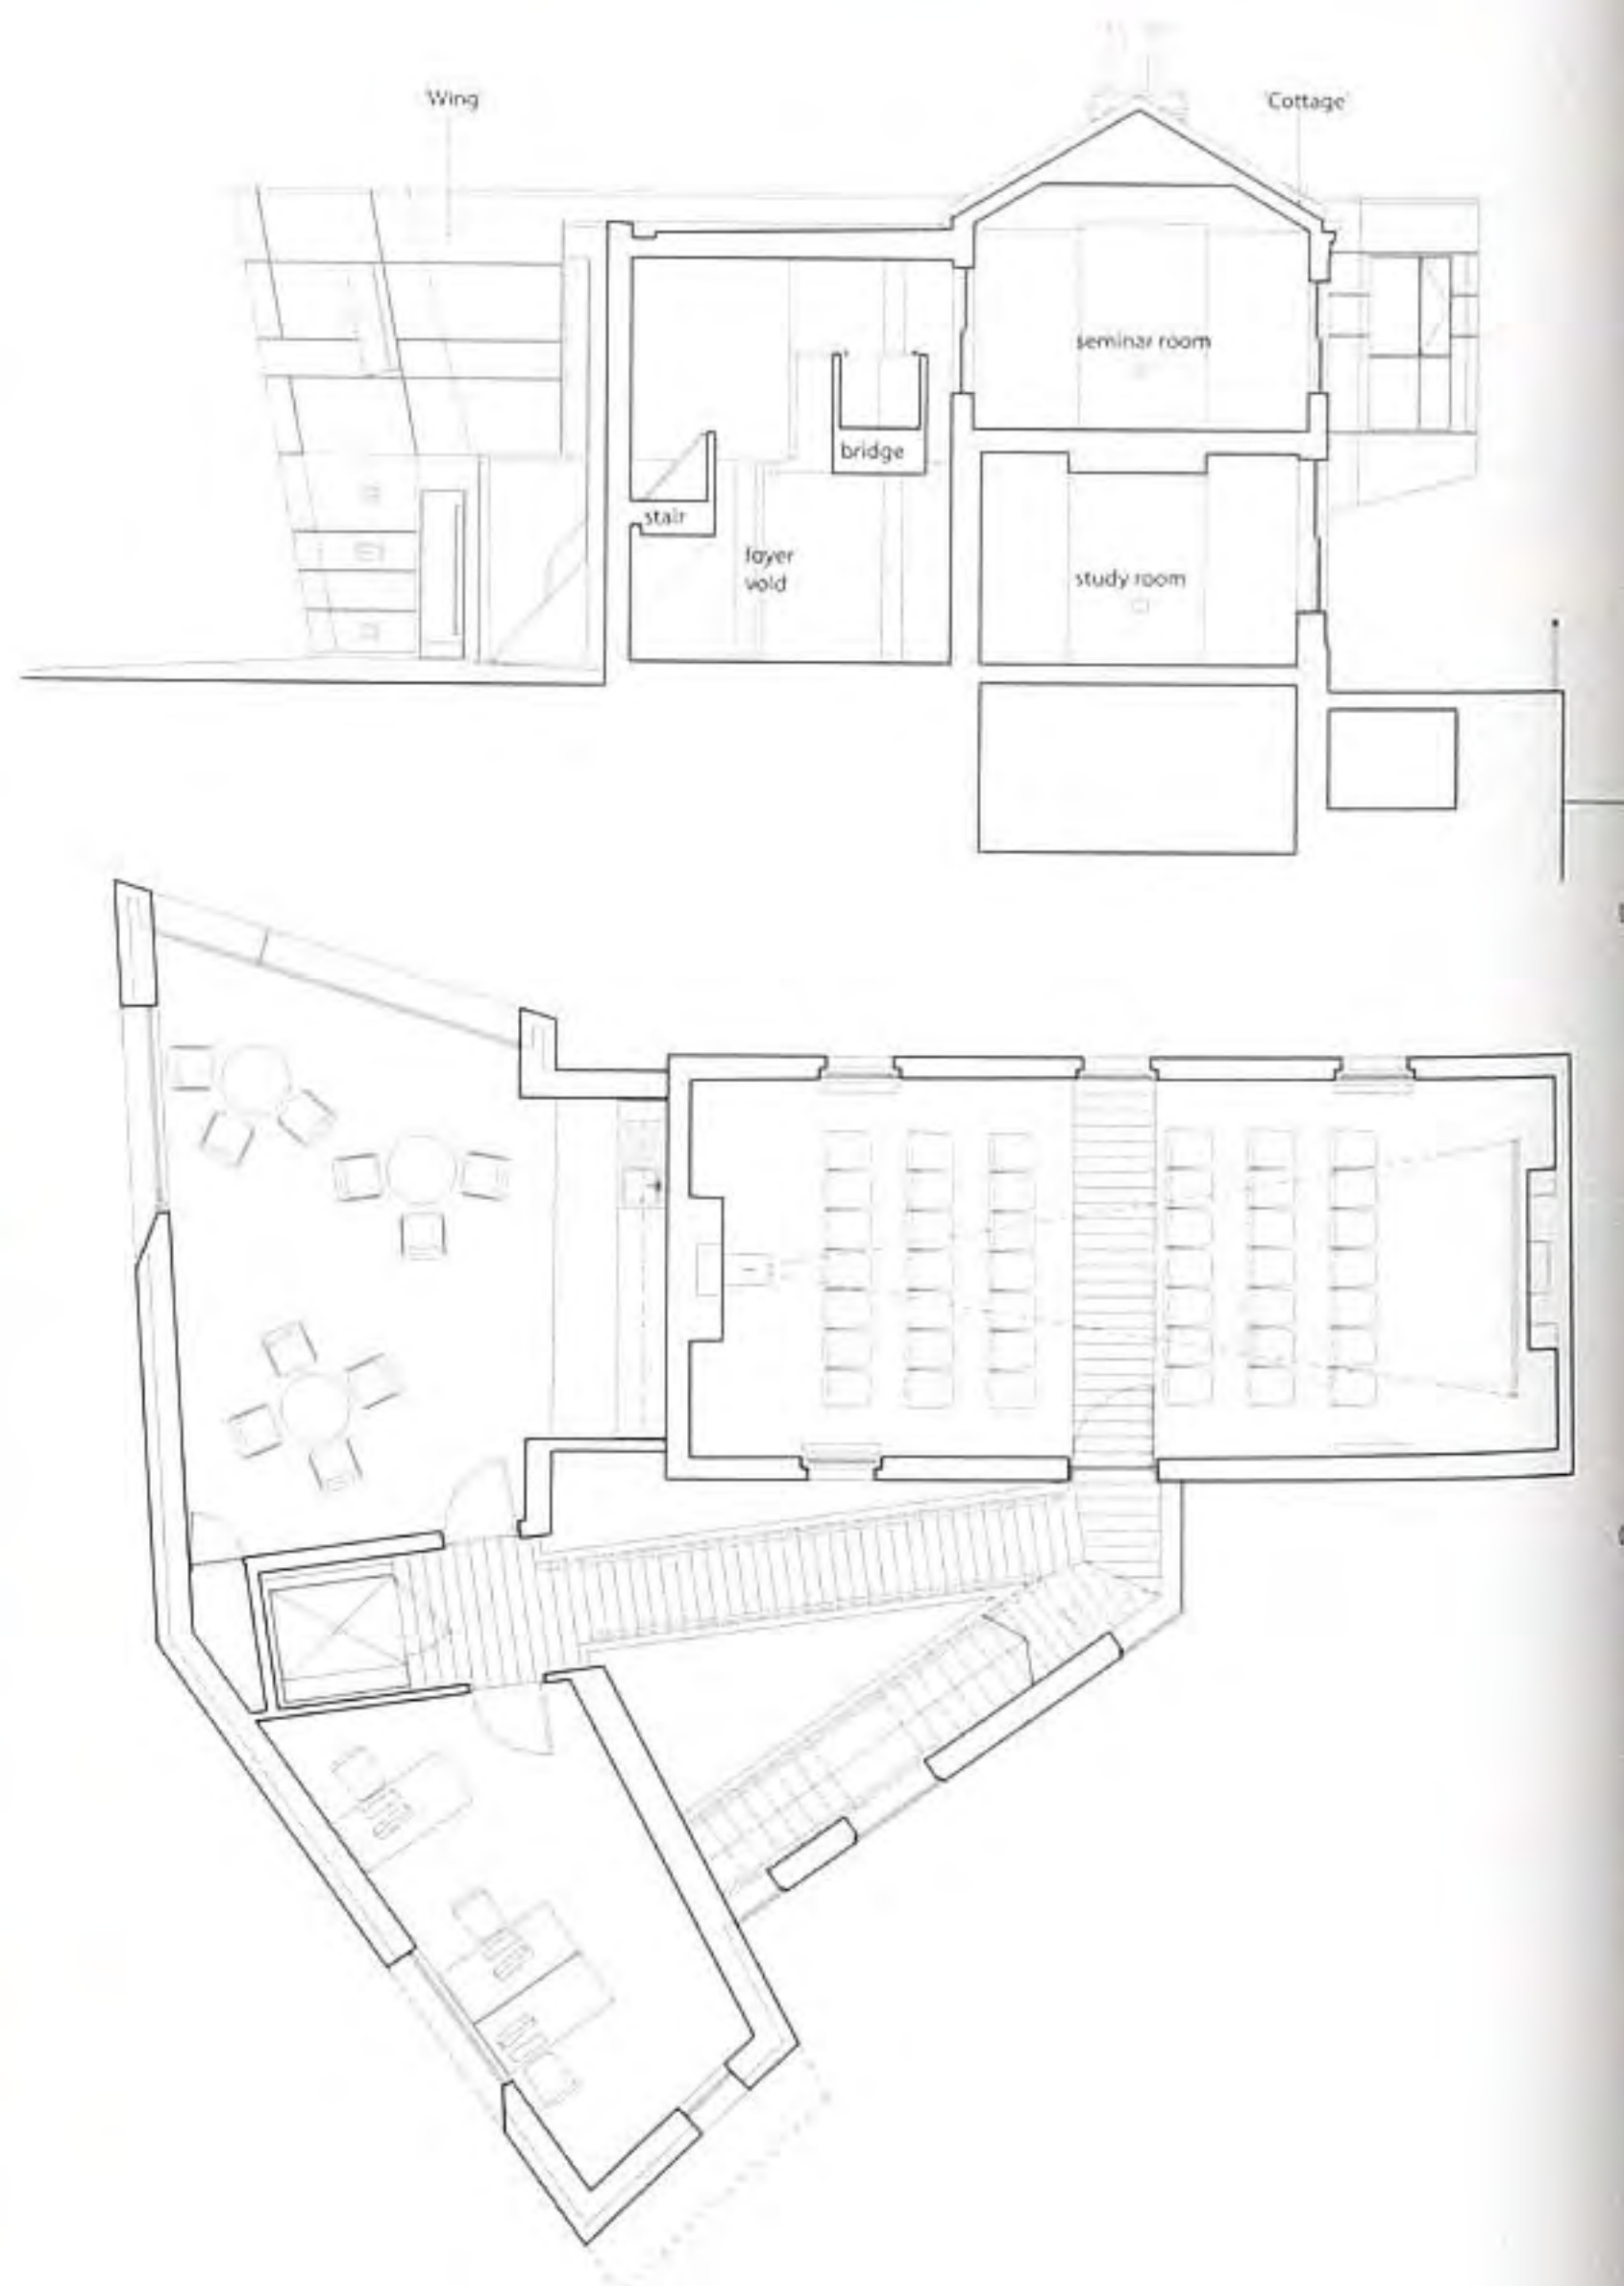 'Wing'
'Cottage'
seminar room
bridge
stair
foyer
void
study room